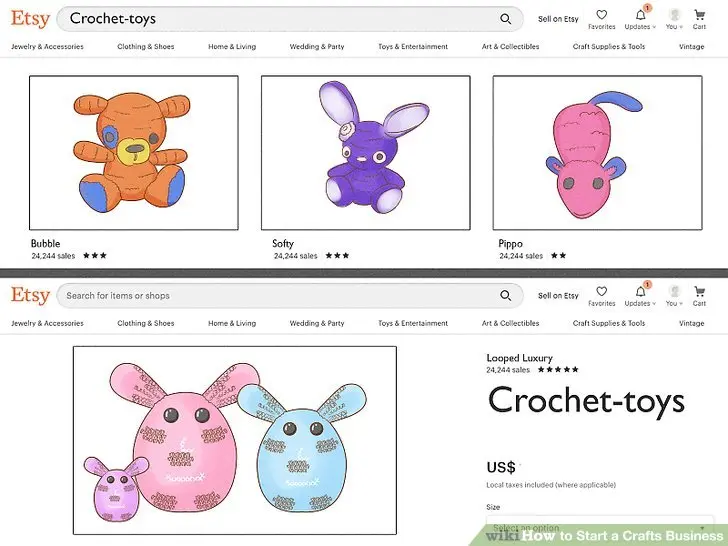 Etsy Crochet-toys Sell on Etsy Favorites 1 Updates You Cart
Jewelry & Accessories Clothing & Shoes Home & Living Wedding & Party Toys & Entertainment Art & Collectibles Craft Supplies & Tools Vintage
Bubble Softy Pippo
24,244 sales ★★★ 24,244 sales ★★★ 24,244 sales ★★
Etsy Search for items or shops Sell on Etsy Favorites 1 Updates You Cart
Jewelry & Accessories Clothing & Shoes Home & Living Wedding & Party Toys & Entertainment Art & Collectibles Craft Supplies & Tools Vintage
Looped Luxury
24,244 sales ★★★★★
Crochet-toys
US$
Local taxes included (where applicable)
Size
Select an option
wikiHow to Start a Crafts Business